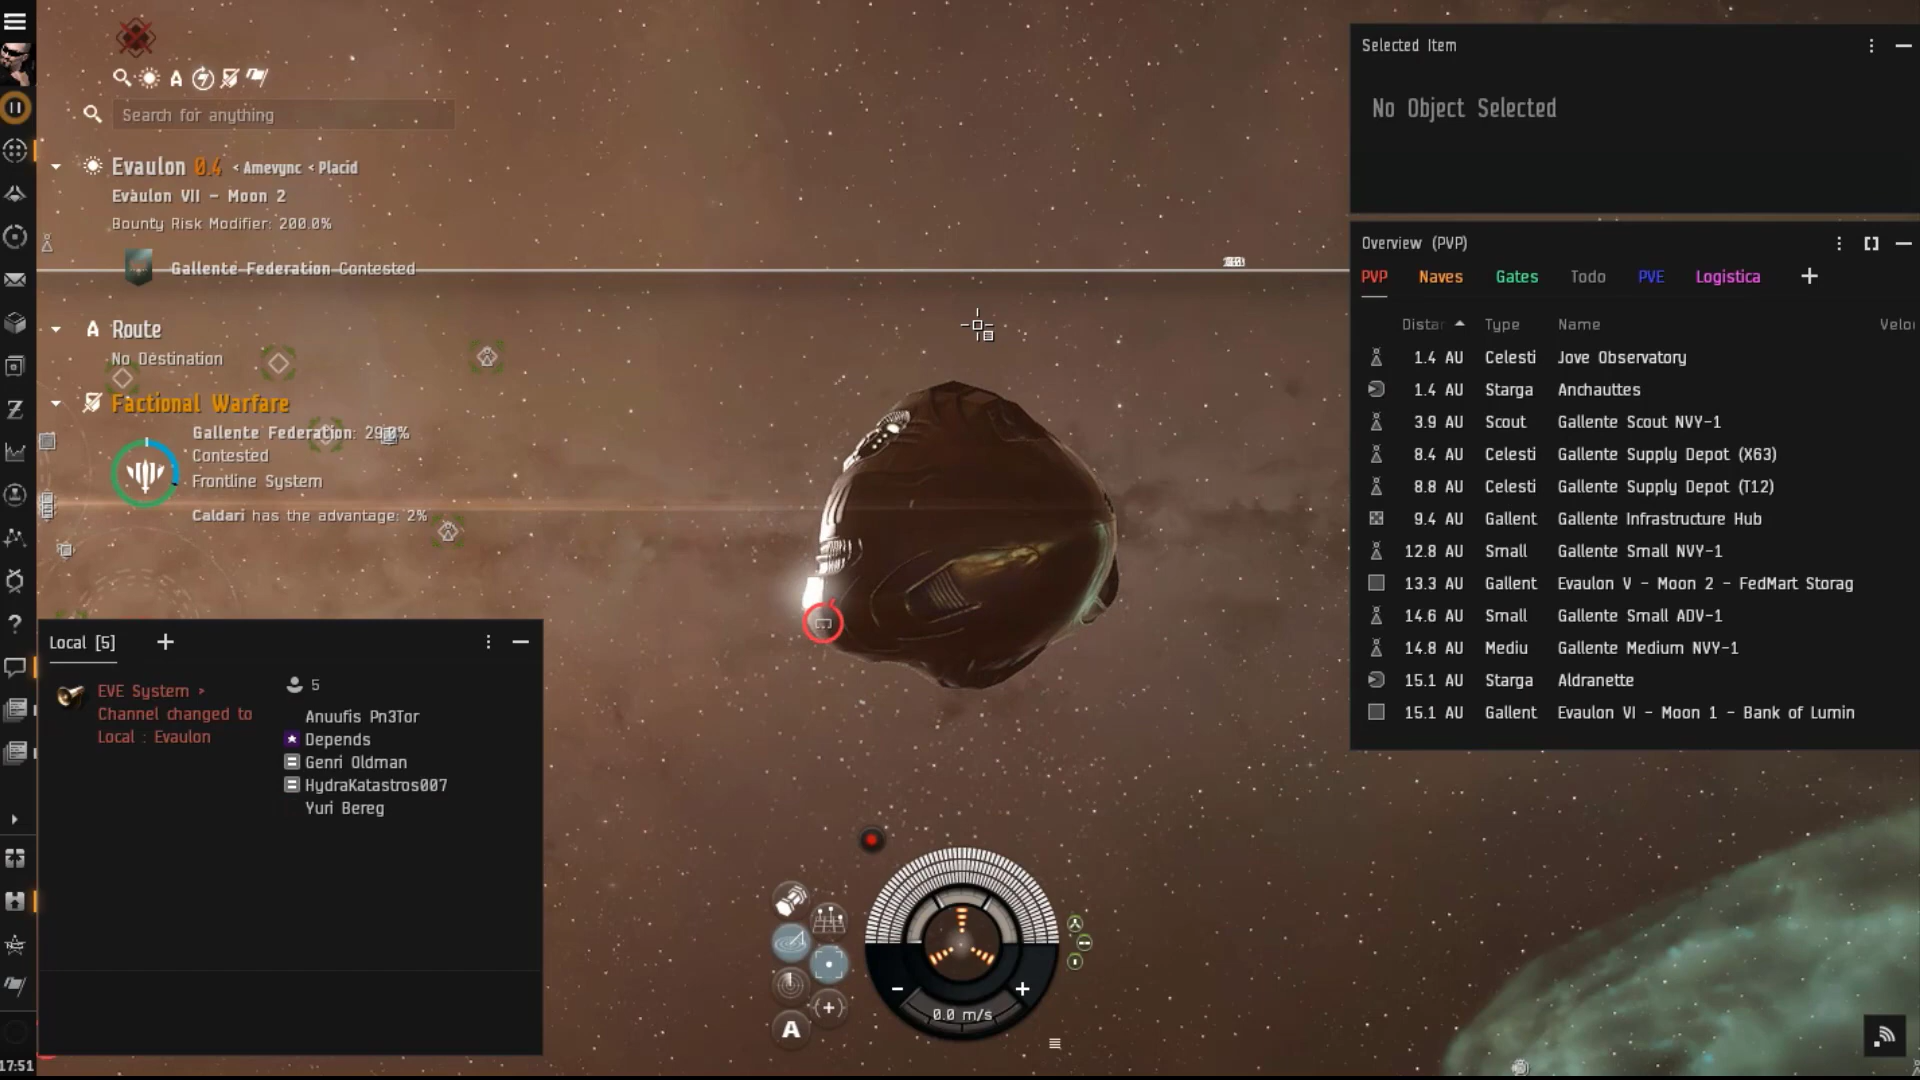 Search for anything
Evaulon 0.4 < Amevync < Placid
Evaulon VII - Moon 2
Bounty Risk Modifier: 200.0%
Gallente Federation Contested
A Route
No Destination
Factional Warfare
Gallente Federation: 29.0%
Contested
Frontline System
Caldari has the advantage: 2%
Local [5]
EVE System >
Channel changed to
Local : Evaulon
5
Anuufis Pn3Tor
Depends
Genri Oldman
HydraKatastros007
Yuri Bereg
17:51
A
0.0 m/s
Selected Item
No Object Selected
Overview (PVP)
PVP Naves Gates Todo PVE Logistica
Distar Type Name Veloc
1.4 AU Celesti Jove Observatory
1.4 AU Starga Anchauttes
3.9 AU Scout Gallente Scout NVY-1
8.4 AU Celesti Gallente Supply Depot (X63)
8.8 AU Celesti Gallente Supply Depot (T12)
9.4 AU Gallent Gallente Infrastructure Hub
12.8 AU Small Gallente Small NVY-1
13.3 AU Gallent Evaulon V - Moon 2 - FedMart Storag
14.6 AU Small Gallente Small ADV-1
14.8 AU Mediu Gallente Medium NVY-1
15.1 AU Starga Aldranette
15.1 AU Gallent Evaulon VI - Moon 1 - Bank of Lumin